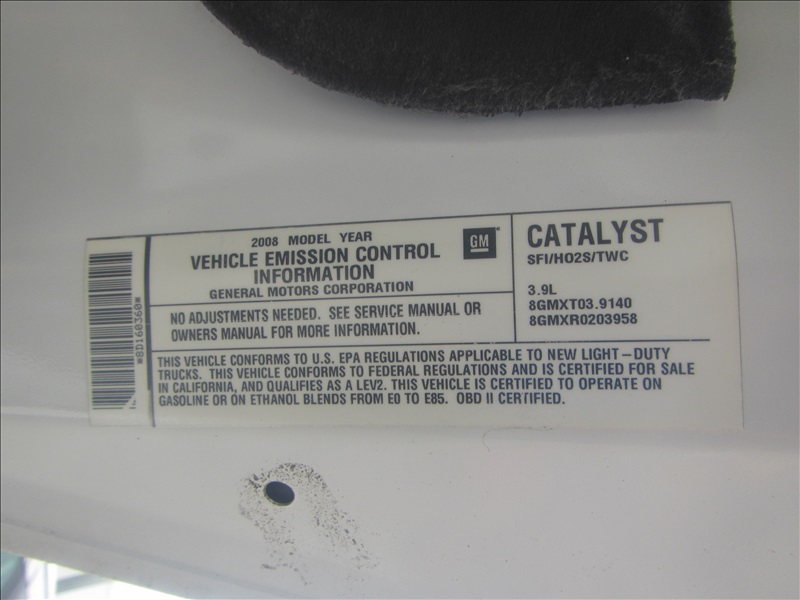 2008 MODEL YEAR
VEHICLE EMISSION CONTROL
INFORMATION
GENERAL MOTORS CORPORATION
GM
NO ADJUSTMENTS NEEDED. SEE SERVICE MANUAL OR
OWNERS MANUAL FOR MORE INFORMATION.
CATALYST
SFI/HO2S/TWC
3.9L
8GMXT03.9140
8GMXR0203958
THIS VEHICLE CONFORMS TO U.S. EPA REGULATIONS APPLICABLE TO NEW LIGHT-DUTY
TRUCKS. THIS VEHICLE CONFORMS TO FEDERAL REGULATIONS AND IS CERTIFIED FOR SALE
IN CALIFORNIA, AND QUALIFIES AS A LEV2. THIS VEHICLE IS CERTIFIED TO OPERATE ON
GASOLINE OR ON ETHANOL BLENDS FROM E0 TO E85. OBD II CERTIFIED.
*8D160360*